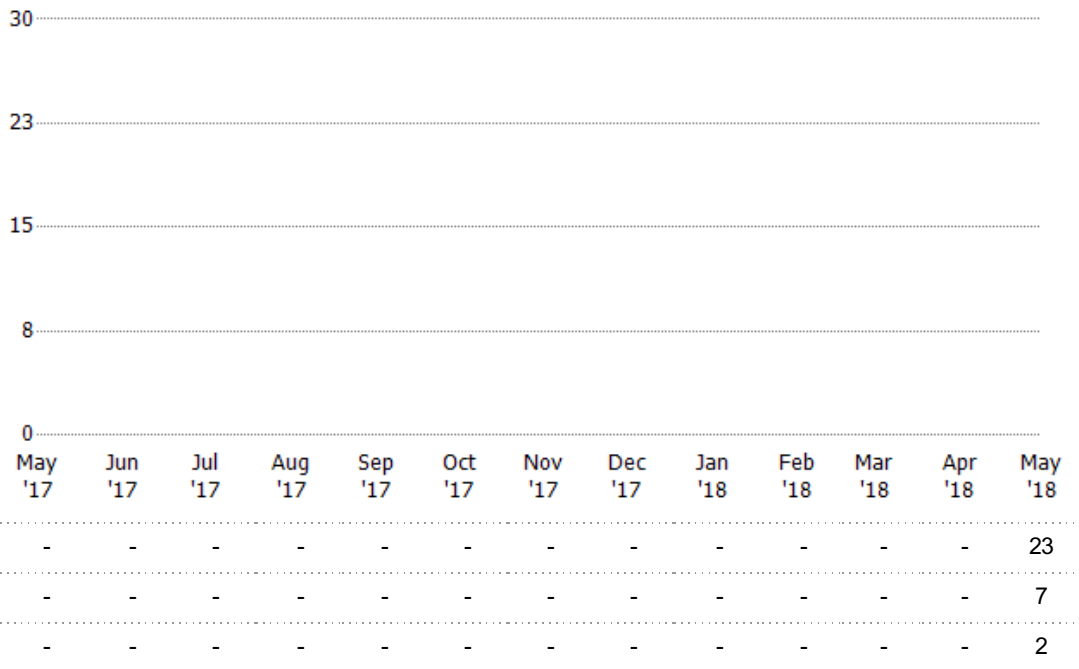 30
23
15
8
0
May Jun Jul Aug Sep Oct Nov Dec Jan Feb Mar Apr May
'17 '17 '17 '17 '17 '17 '17 '17 '18 '18 '18 '18 '18
- - - - - - - - - - - - 23
- - - - - - - - - - - - 7
- - - - - - - - - - - - 2